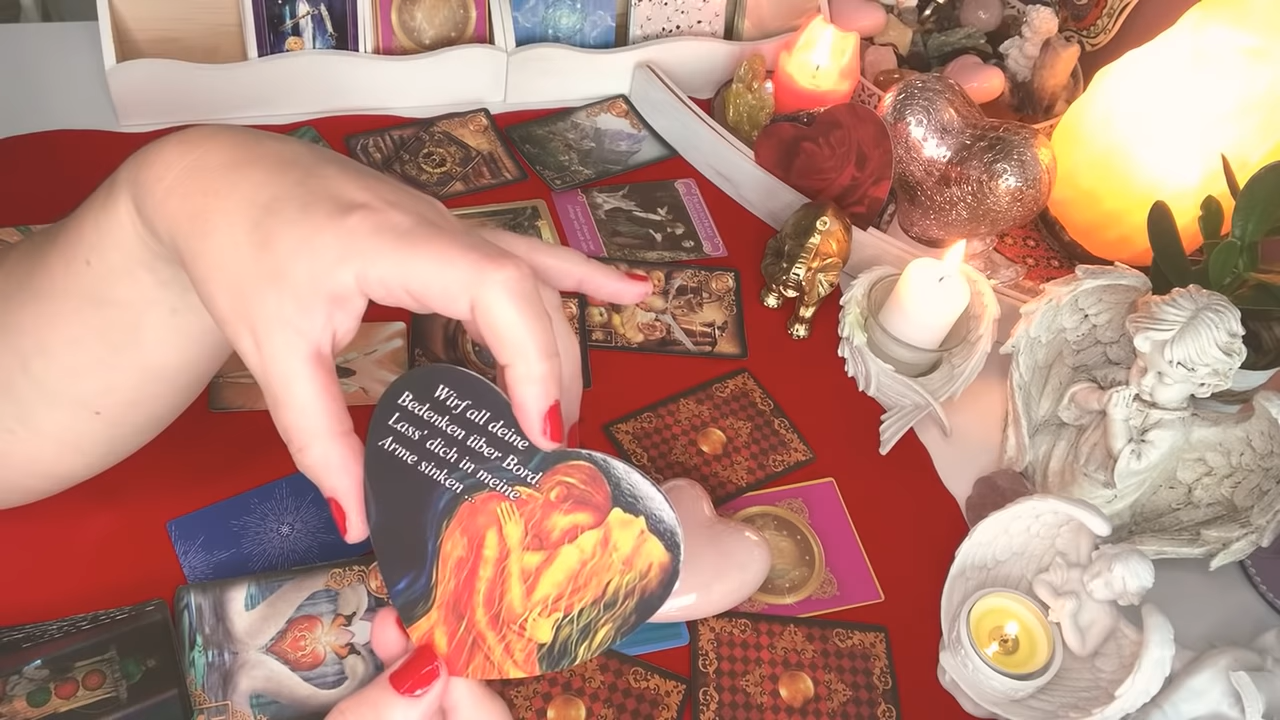 Wirf all deine
Bedenken über Bord.
Lass' dich in meine
Arme sinken ...